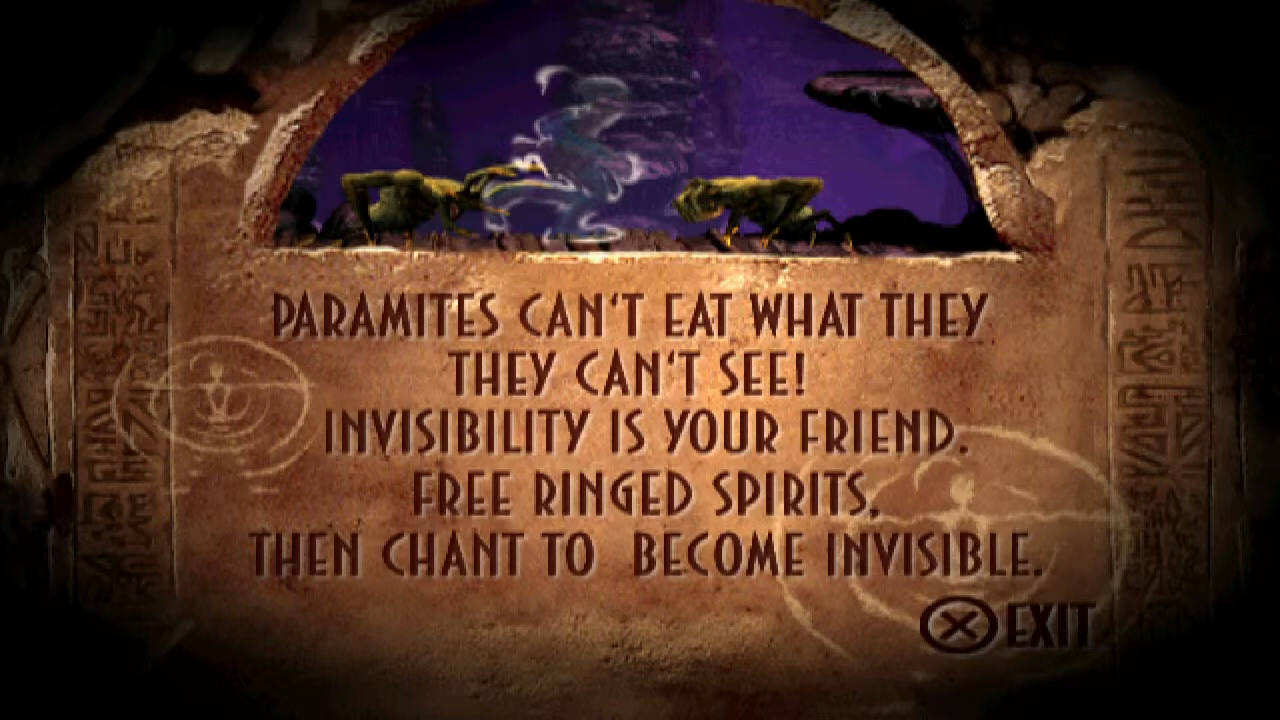 PARAMITES CAN'T EAT WHAT THEY
THEY CAN'T SEE!
INVISIBILITY IS YOUR FRIEND.
FREE RINGED SPIRITS,
THEN CHANT TO BECOME INVISIBLE.
EXIT